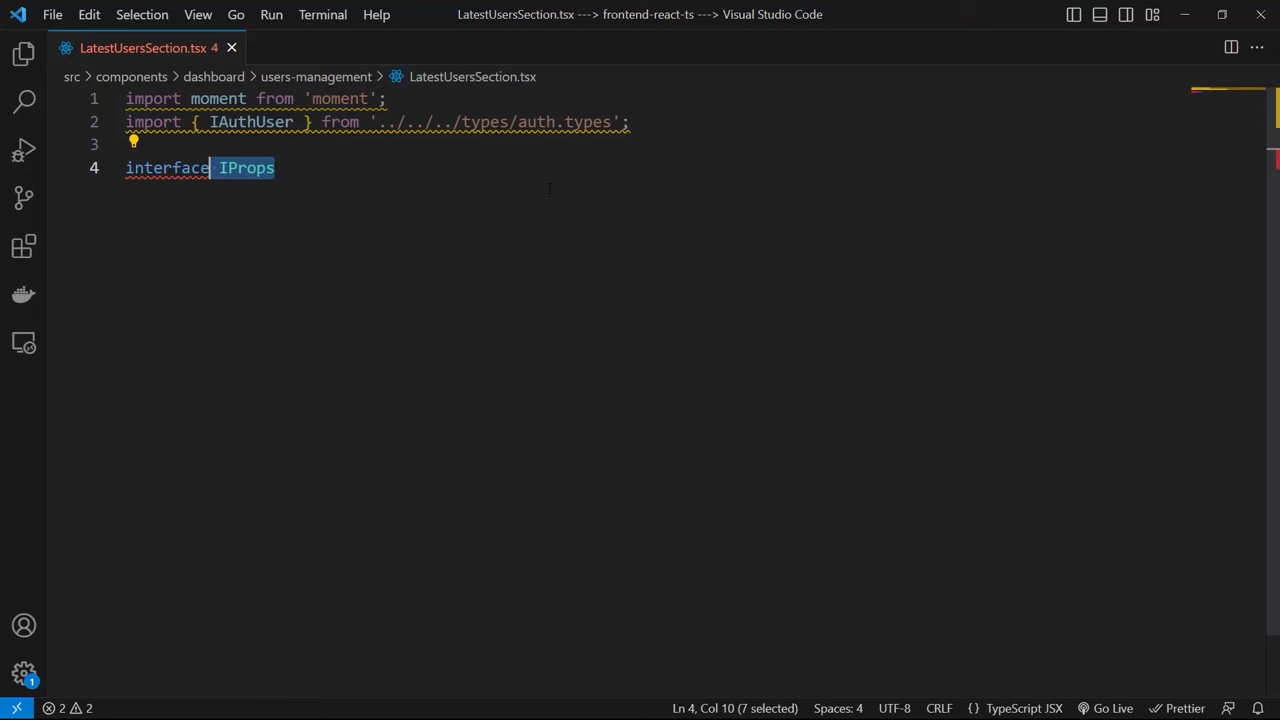 File Edit Selection View Go Run Terminal Help LatestUsersSection.tsx ---> frontend-react-ts ---> Visual Studio Code
LatestUsersSection.tsx 4
src > components > dashboard > users-management > LatestUsersSection.tsx
1 import moment from 'moment';
2 import { IAuthUser } from '../../../types/auth.types';
3
4 interface IProps
1
2 2 Ln 4, Col 10 (7 selected) Spaces: 4 UTF-8 CRLF {} TypeScript JSX Go Live Prettier